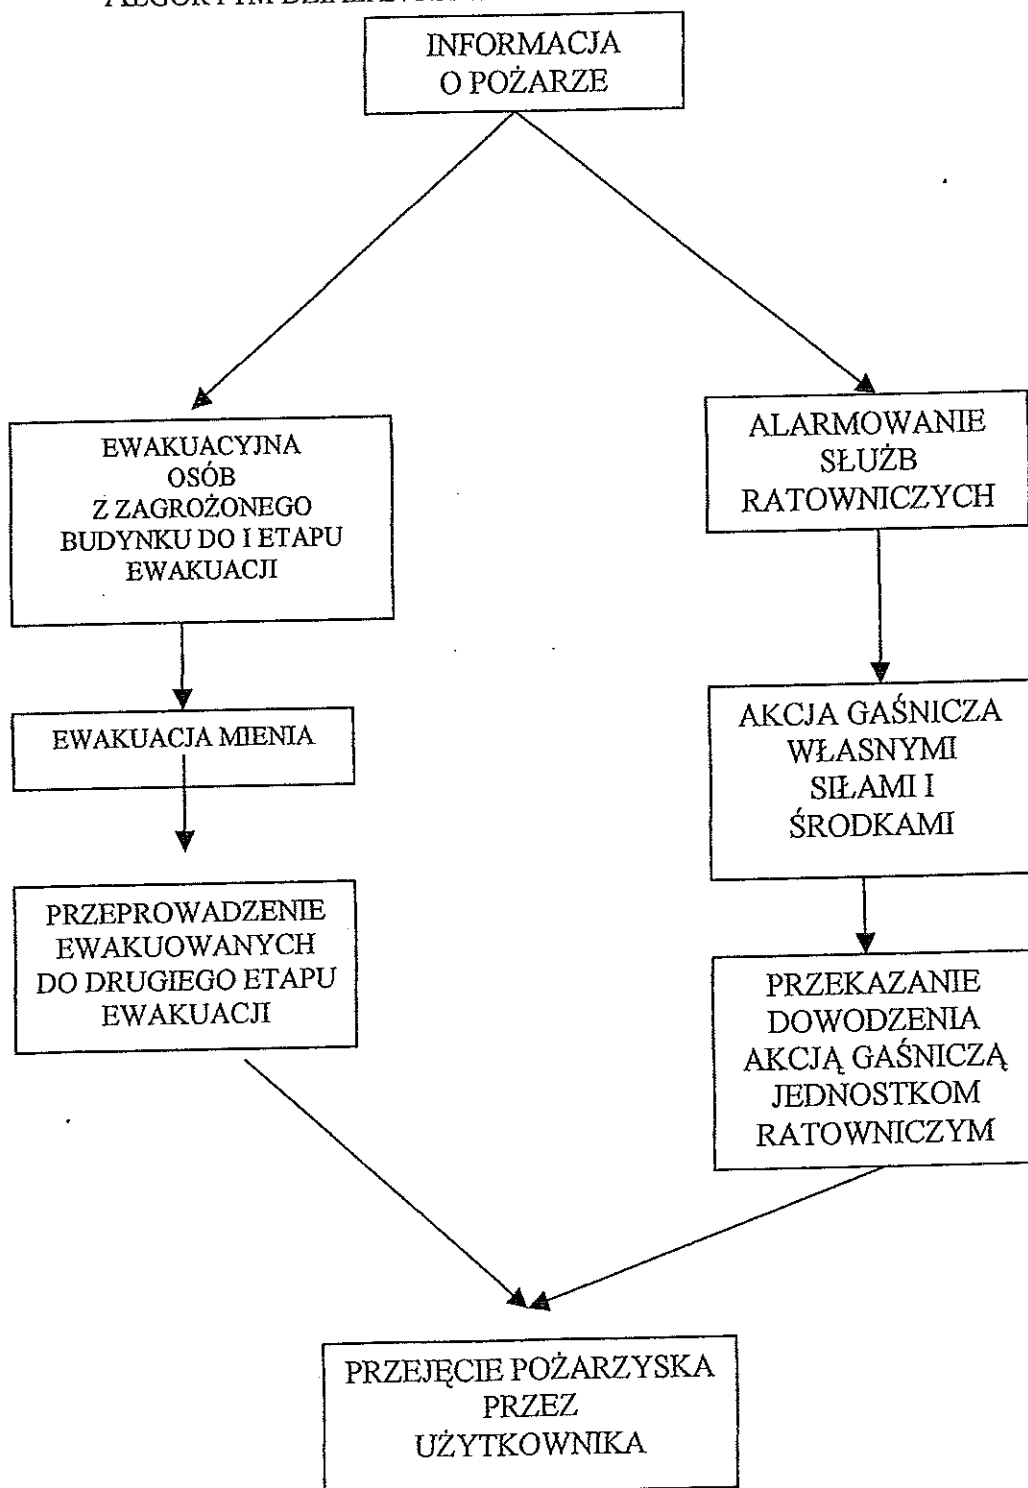 INFORMACJA
O POŻARZE
EWAKUACYJNA
OSÓB
Z ZAGROŻONEGO
BUDYNKU DO I ETAPU
EWAKUACJI
EWAKUACJA MIENIA
PRZEPROWADZENIE
EWAKUOWANYCH
DO DRUGIEGO ETAPU
EWAKUACJI
ALARMOWANIE
SŁUŻB
RATOWNICZYCH
AKCJA GAŚNICZA
WŁASNYMI
SIŁAMI I
ŚRODKAMI
PRZEKAZANIE
DOWODZENIA
AKCJĄ GAŚNICZĄ
JEDNOSTKOM
RATOWNICZYM
PRZEJĘCIE POŻARZYSKA
PRZEZ
UŻYTKOWNIKA